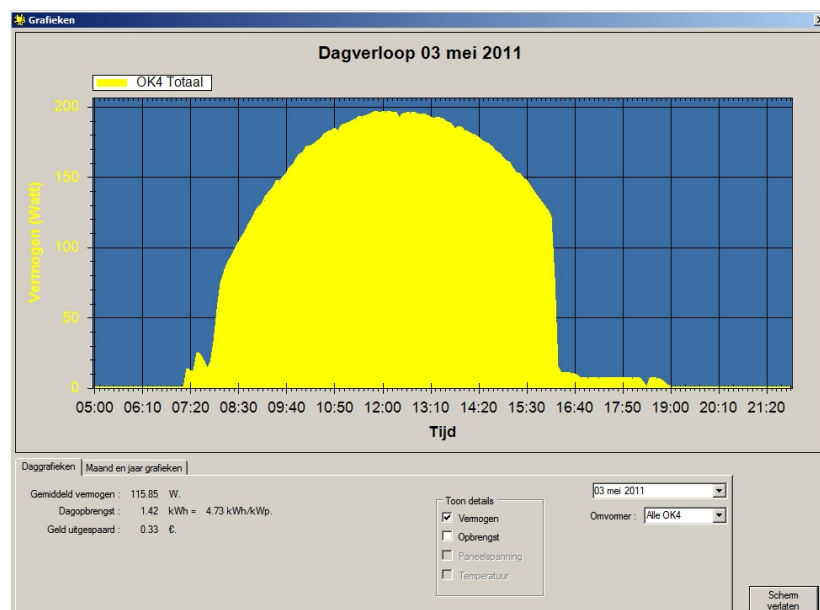 Grafieken
Dagverloop 03 mei 2011
OK4 Totaal
Vermogen (Watt)
200
150
100
50
0
05:00 06:10 07:20 08:30 09:40 10:50 12:00 13:10 14:20 15:30 16:40 17:50 19:00 20:10 21:20
Tijd
Daggrafieken Maand en jaar grafieken
Gemiddeld vermogen : 115.85 W.
Dagopbrengst : 1.42 kWh = 4.73 kWh/kWp.
Geld uitgespaard : 0.33 €.
Toon details
Vermogen
Opbrengst
Paneelspanning
Temperatuur
03 mei 2011
Omvormer : Alle OK4
Scherm
verlaten